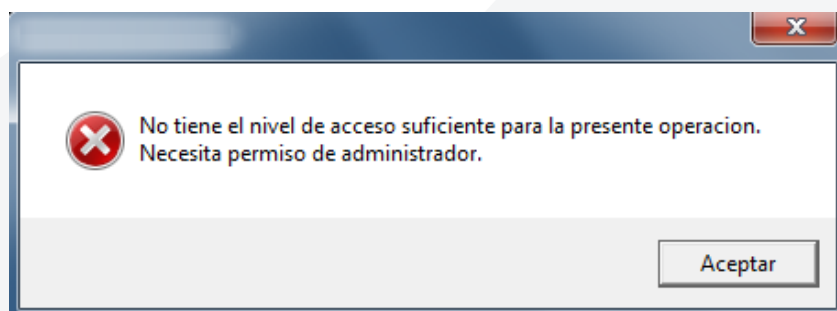 No tiene el nivel de acceso suficiente para la presente operacion.
Necesita permiso de administrador.
Aceptar